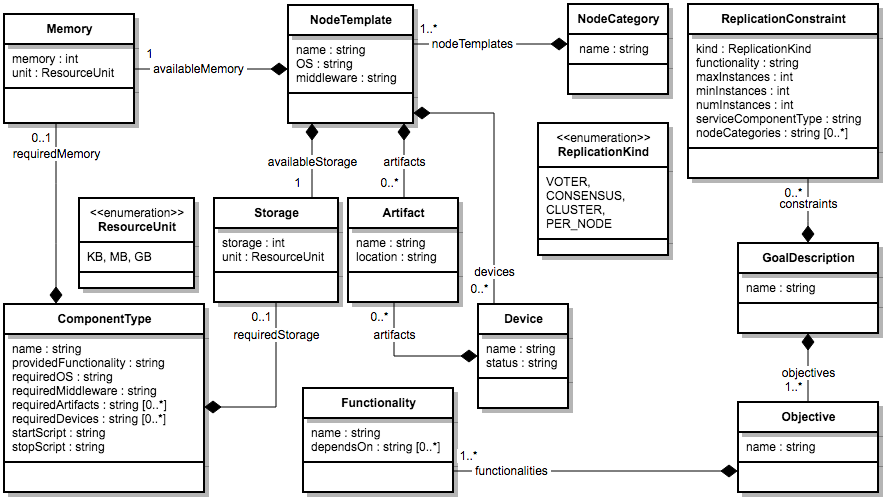 Memory
memory : int
unit : ResourceUnit
1
availableMemory
NodeTemplate
name : string
OS : string
middleware : string
1..*
nodeTemplates
NodeCategory
name : string
ReplicationConstraint
kind : ReplicationKind
functionality : string
maxInstances : int
minInstances : int
numInstances : int
serviceComponentType : string
nodeCategories : string [0..*]
0..1
requiredMemory
availableStorage
1
artifacts
0..*
<<enumeration>>
ReplicationKind
VOTER,
CONSENSUS,
CLUSTER,
PER_NODE
0..*
constraints
<<enumeration>>
ResourceUnit
KB, MB, GB
Storage
storage : int
unit : ResourceUnit
Artifact
name : string
location : string
devices
0..*
GoalDescription
name : string
ComponentType
name : string
providedFunctionality : string
requiredOS : string
requiredMiddleware : string
requiredArtifacts : string [0..*]
requiredDevices : string [0..*]
startScript : string
stopScript : string
0..1
requiredStorage
0..*
artifacts
Device
name : string
status : string
objectives
1..*
Functionality
name : string
dependsOn : string [0..*]
1..*
functionalities
Objective
name : string